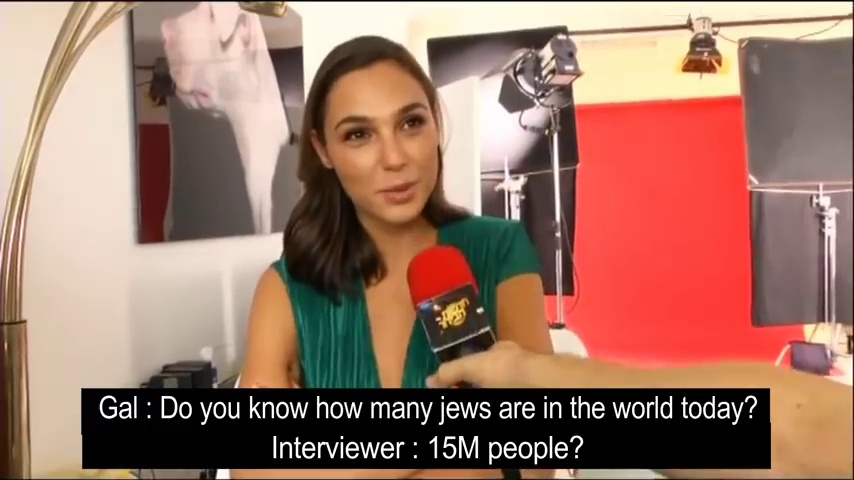 Gal : Do you know how many jews are in the world today?
Interviewer : 15M people?